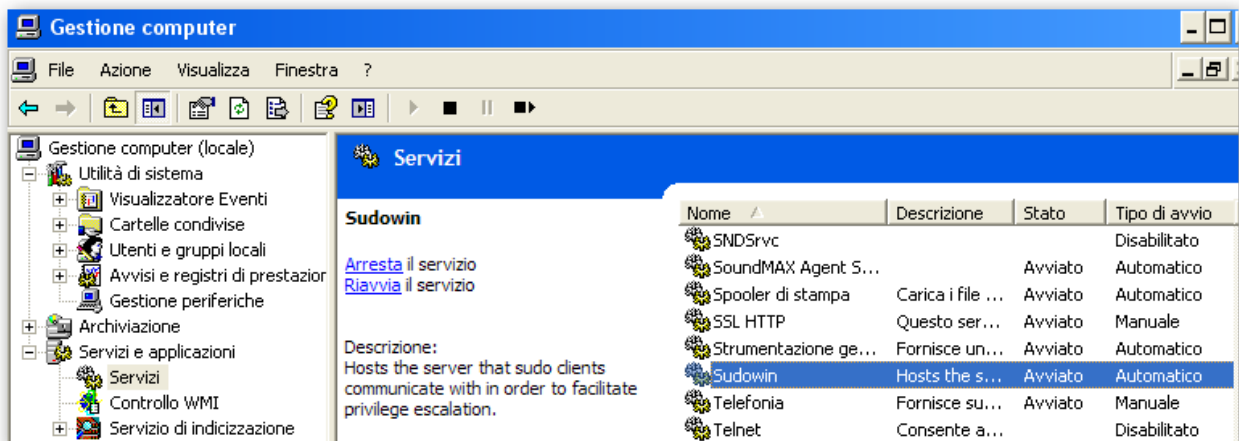 Gestione computer
File Azione Visualizza Finestra ?
Gestione computer (locale)
Utilità di sistema
Visualizzatore Eventi
Cartelle condivise
Utenti e gruppi locali
Avvisi e registri di prestazior
Gestione periferiche
Archiviazione
Servizi e applicazioni
Servizi
Controllo WMI
Servizio di indicizzazione
Servizi
Sudowin
Arresta il servizio
Riavvia il servizio
Descrizione:
Hosts the server that sudo clients
communicate with in order to facilitate
privilege escalation.
Nome Descrizione Stato Tipo di avvio
SNDSrvc Disabilitato
SoundMAX Agent S... Avviato Automatico
Spooler di stampa Carica i file ... Avviato Automatico
SSL HTTP Questo ser... Avviato Manuale
Strumentazione ge... Fornisce un... Avviato Automatico
Sudowin Hosts the s... Avviato Automatico
Telefonia Fornisce su... Avviato Manuale
Telnet Consente a... Disabilitato